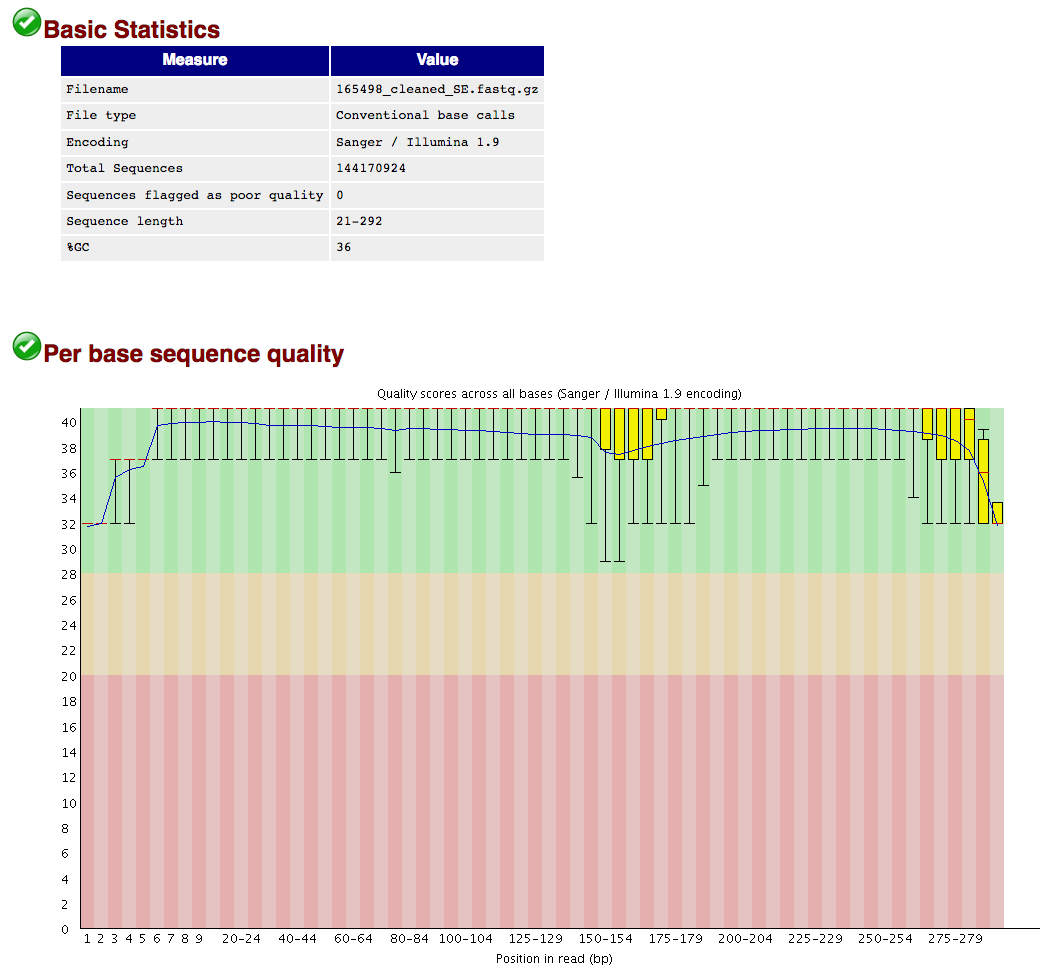 Basic Statistics
Measure Value
Filename 165498_cleaned_SE.fastq.gz
File type Conventional base calls
Encoding Sanger / Illumina 1.9
Total Sequences 144170924
Sequences flagged as poor quality 0
Sequence length 21-292
%GC 36
Per base sequence quality
Quality scores across all bases (Sanger / Illumina 1.9 encoding)
40
38
36
34
32
30
28
26
24
22
20
18
16
14
12
10
8
6
4
2
0
1 2 3 4 5 6 7 8 9 20-24 40-44 60-64 80-84 100-104 125-129 150-154 175-179 200-204 225-229 250-254 275-279
Position in read (bp)